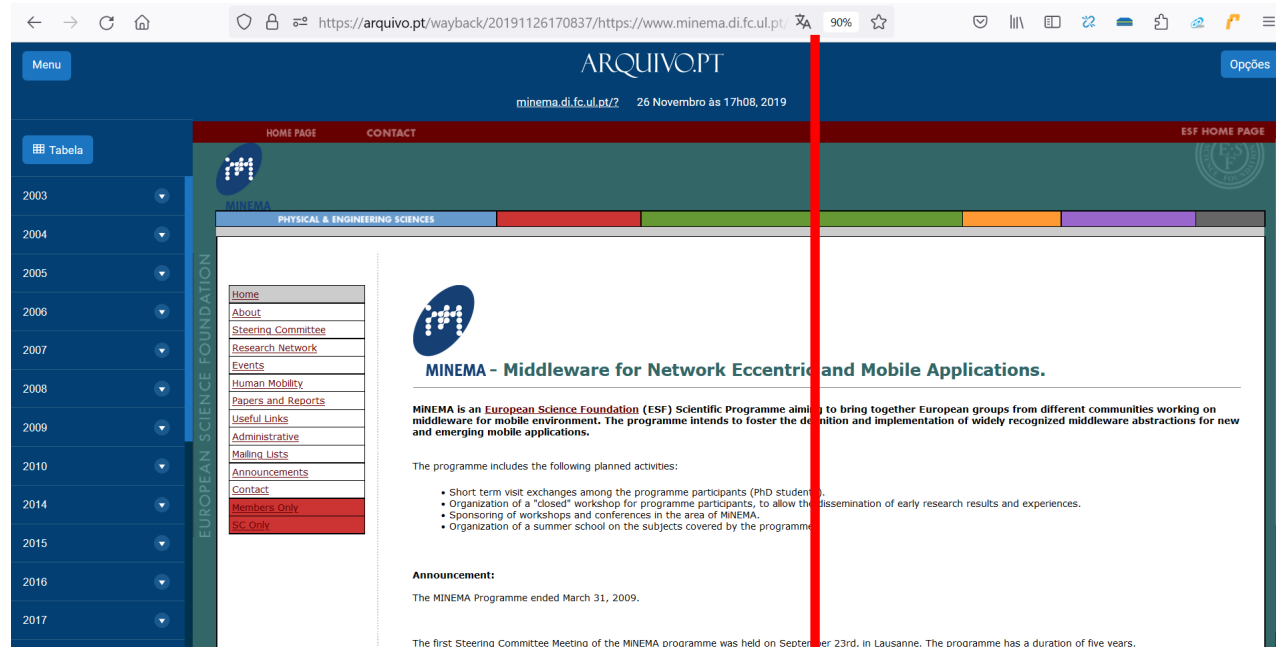 https://arquivo.pt/wayback/20191126170837/https://www.minema.di.fc.ul.pt/ 90%
Menu
ARQUIVO.PT
Opções
minema.di.fc.ul.pt/? 26 Novembro às 17h08, 2019
Tabela
2003
2004
2005
2006
2007
2008
2009
2010
2014
2015
2016
2017
HOME PAGE CONTACT ESF HOME PAGE
MINEMA
PHYSICAL & ENGINEERING SCIENCES
EUROPEAN SCIENCE FOUNDATION
Home
About
Steering Committee
Research Network
Events
Human Mobility
Papers and Reports
Useful Links
Administrative
Mailing Lists
Announcements
Contact
Members Only
SC Only
MINEMA - Middleware for Network Eccentric and Mobile Applications.
MiNEMA is an European Science Foundation (ESF) Scientific Programme aiming to bring together European groups from different communities working on
middleware for mobile environment. The programme intends to foster the definition and implementation of widely recognized middleware abstractions for new
and emerging mobile applications.
The programme includes the following planned activities:
• Short term visit exchanges among the programme participants (PhD students).
• Organization of a "closed" workshop for programme participants, to allow the dissemination of early research results and experiences.
• Sponsoring of workshops and conferences in the area of MiNEMA.
• Organization of a summer school on the subjects covered by the programme
Announcement:
The MINEMA Programme ended March 31, 2009.
The first Steering Committee Meeting of the MiNEMA programme was held on September 23rd, in Lausanne. The programme has a duration of five years.